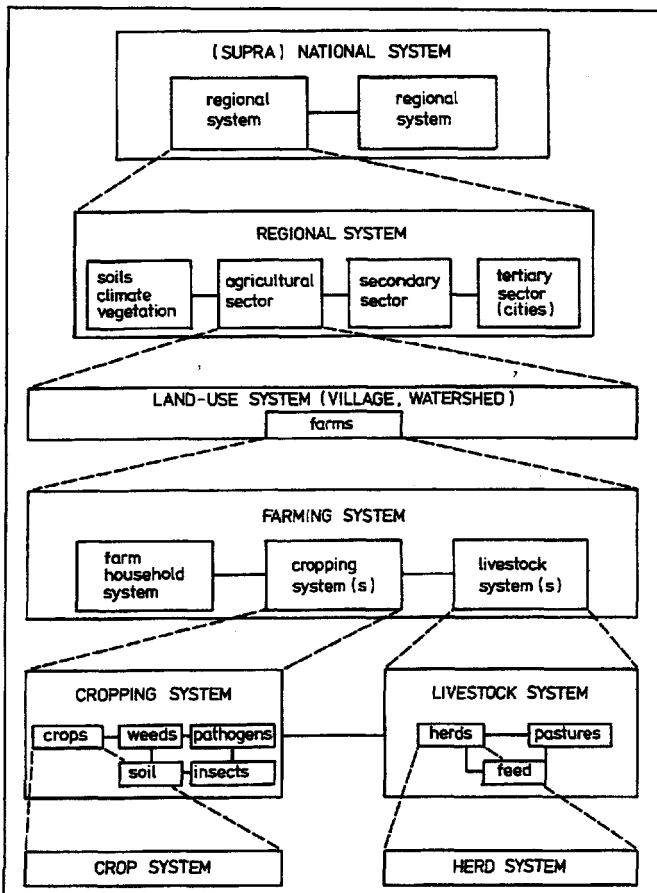 (SUPRA) NATIONAL SYSTEM
regional
system
regional
system
REGIONAL SYSTEM
soils
climate
vegetation
agricultural
sector
secondary
sector
tertiary
sector
(cities)
LAND-USE SYSTEM (VILLAGE, WATERSHED)
farms
FARMING SYSTEM
farm
household
system
cropping
system (s)
livestock
system (s)
CROPPING SYSTEM
crops
weeds
pathogens
soil
insects
LIVESTOCK SYSTEM
herds
pastures
feed
CROP SYSTEM
HERD SYSTEM